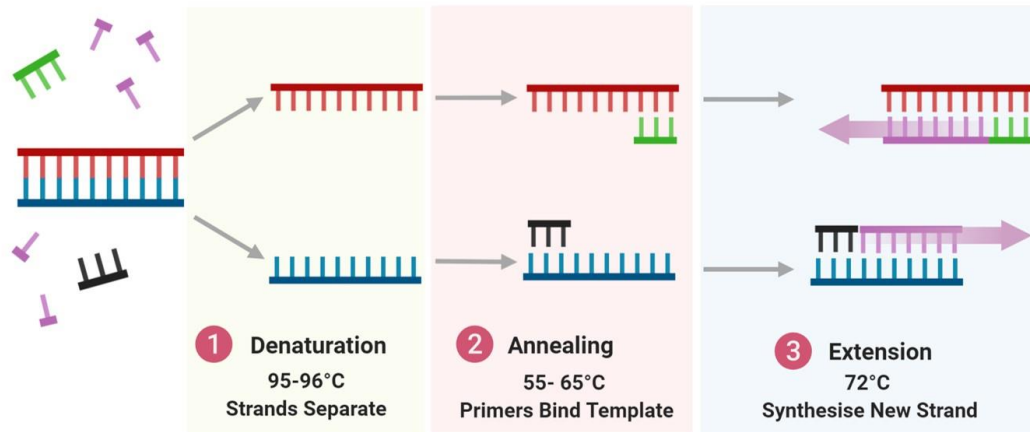 1 Denaturation
95-96°C
Strands Separate
2 Annealing
55- 65°C
Primers Bind Template
3 Extension
72°C
Synthesise New Strand